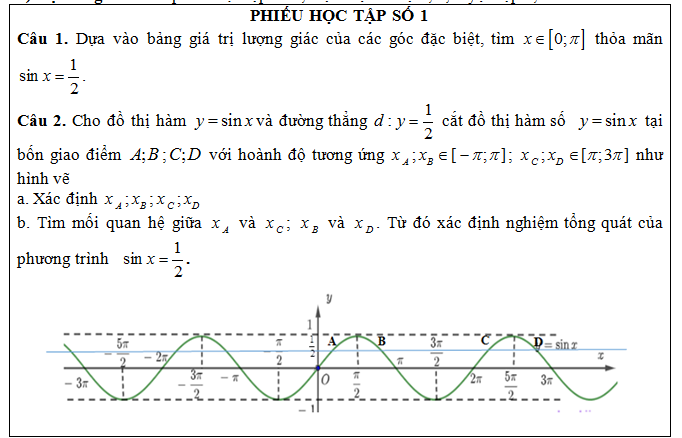 PHIẾU HỌC TẬP SỐ 1
Câu 1. Dựa vào bảng giá trị lượng giác của các góc đặc biệt, tìm x ∈ [0; π] thỏa mãn
sin x = 1/2.
Câu 2. Cho đồ thị hàm y = sin x và đường thẳng d : y = 1/2 cắt đồ thị hàm số y = sin x tại
bốn giao điểm A; B ; C; D với hoành độ tương ứng x_A ; x_B ∈ [−π; π]; x_C ; x_D ∈ [π; 3π] như
hình vẽ
a. Xác định x_A ; x_B ; x_C ; x_D
b. Tìm mối quan hệ giữa x_A và x_C ; x_B và x_D. Từ đó xác định nghiệm tổng quát của
phương trình sin x = 1/2.
y
1
−5π/2 −2π −π/2 1/2 A B 3π/2 C D = sin x
x
−3π −3π/2 −π O π/2 π 2π 5π/2 3π
−1